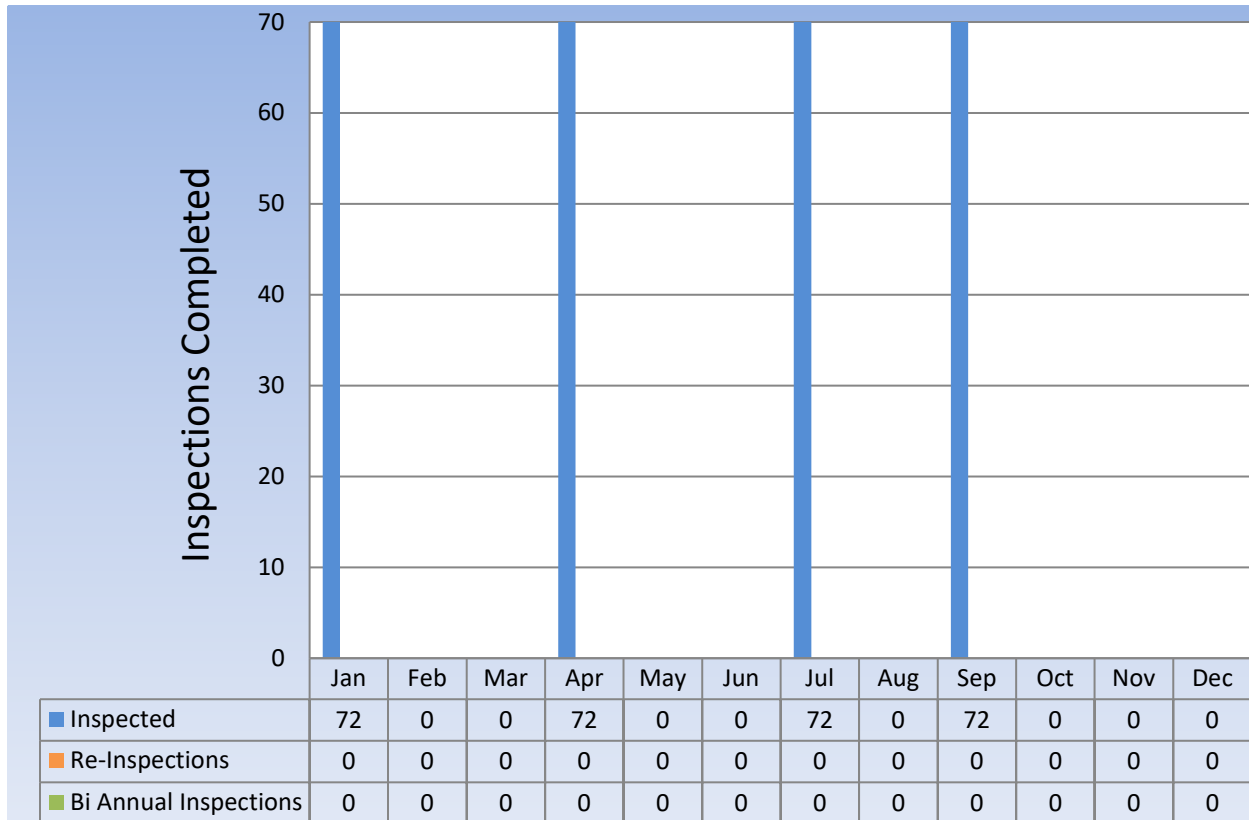 Inspections Completed
70
60
50
40
30
20
10
0
Jan Feb Mar Apr May Jun Jul Aug Sep Oct Nov Dec
Inspected 72 0 0 72 0 0 72 0 72 0 0 0
Re-Inspections 0 0 0 0 0 0 0 0 0 0 0 0
Bi Annual Inspections 0 0 0 0 0 0 0 0 0 0 0 0